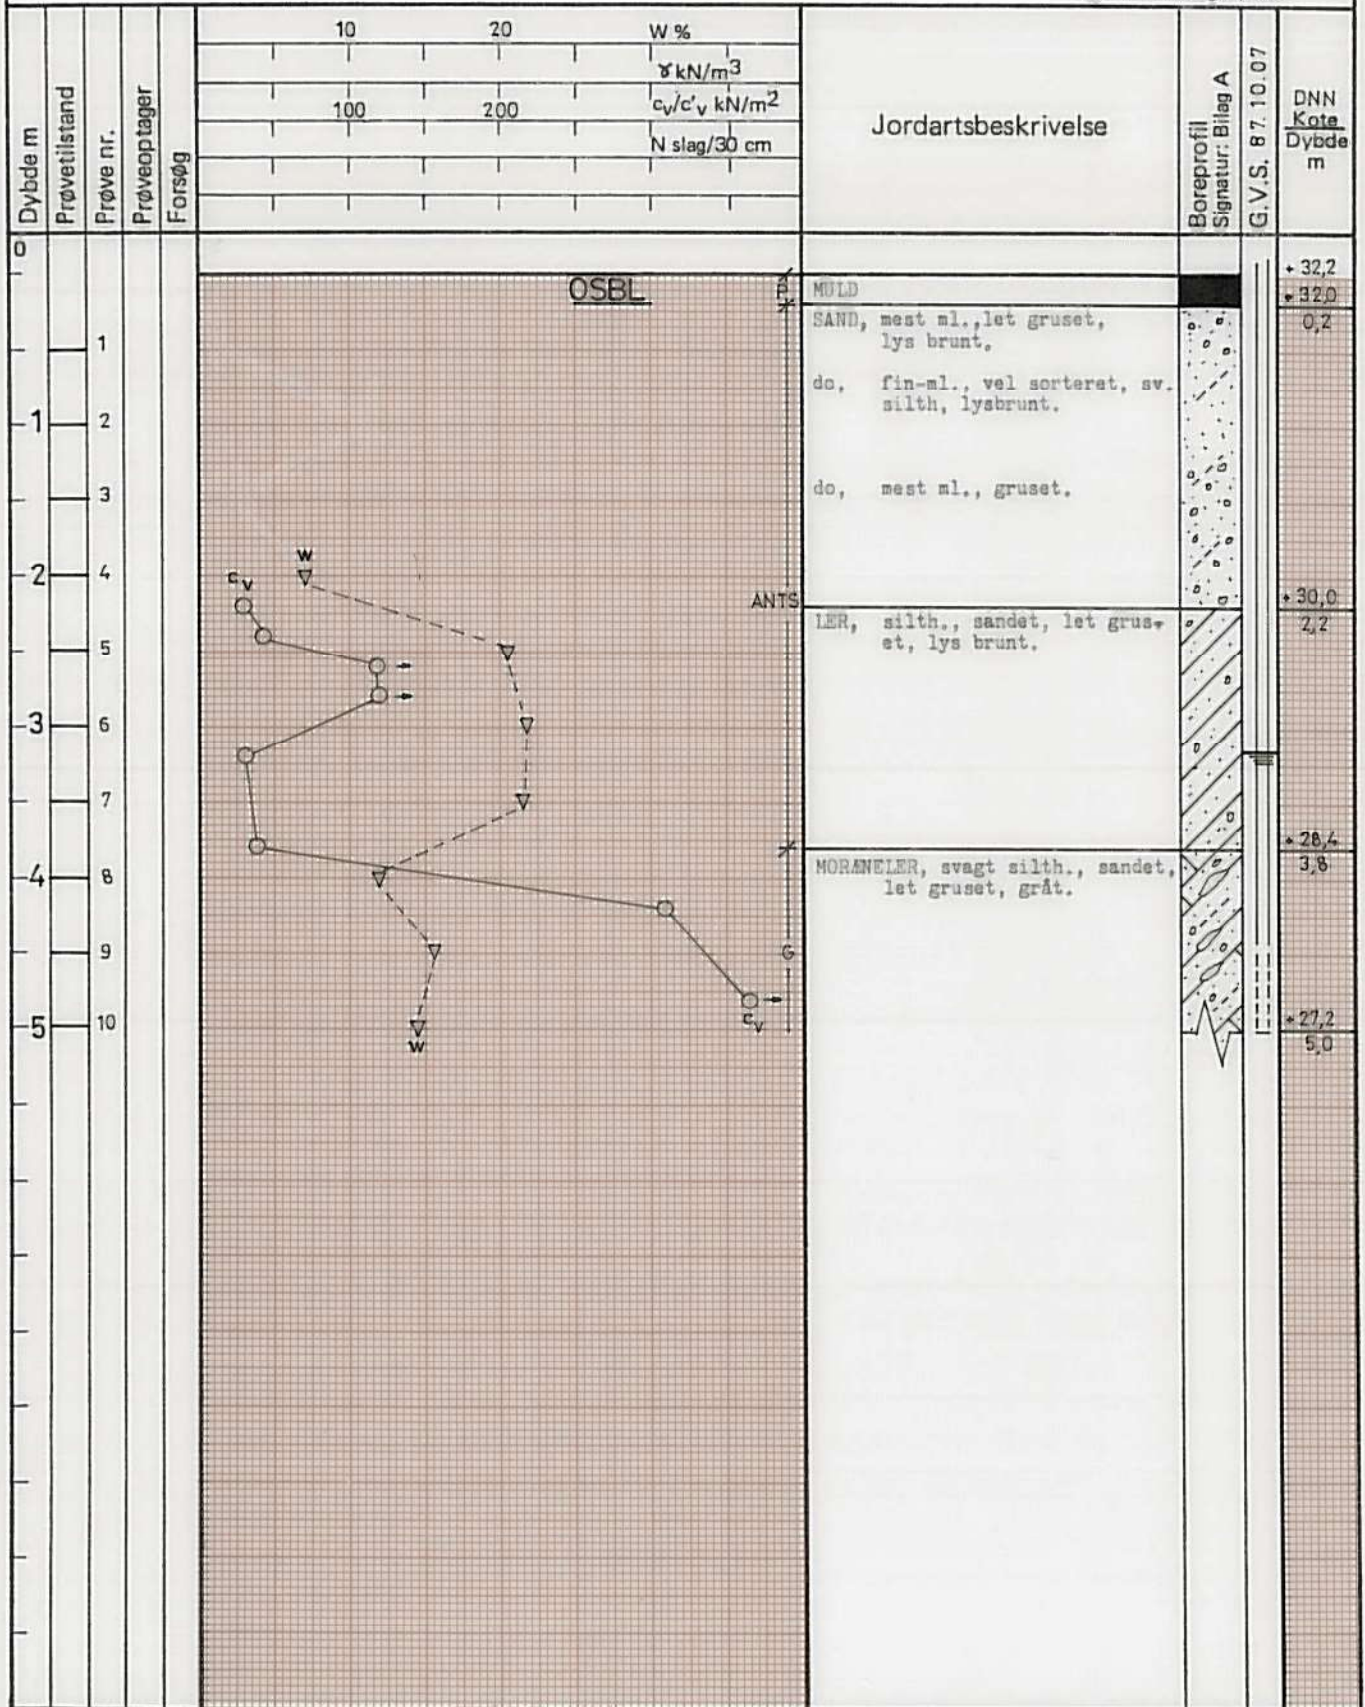 10 20 W %
γ kN/m3
100 200 cv/c'v kN/m2
N slag/30 cm
Dybde m
Prøvetilstand
Prøve nr.
Prøveoptager
Forsøg
Jordartsbeskrivelse
Boreprofil
Signatur: Bilag A
G.V.S. 87.10.07
DNN
Kote
Dybde
m
0
OSBL
MULD
+ 32,2
+ 32,0
0,2
SAND, mest ml., let gruset,
lys brunt.
1
do, fin-ml., vel sorteret, sv.
silth, lysbrunt.
1 2
3
do, mest ml., gruset.
w
2 4
cv
ANTS
+ 30,0
2,2
LER, silth., sandet, let grus-
et, lys brunt.
5
3 6
7
+ 28,4
3,8
MORÆNELER, svagt silth., sandet,
let gruset, gråt.
4 8
9
G
cv
5 10
w
+ 27,2
5,0